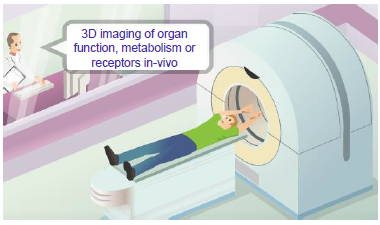 3D imaging of organ
function, metabolism or
receptors in-vivo